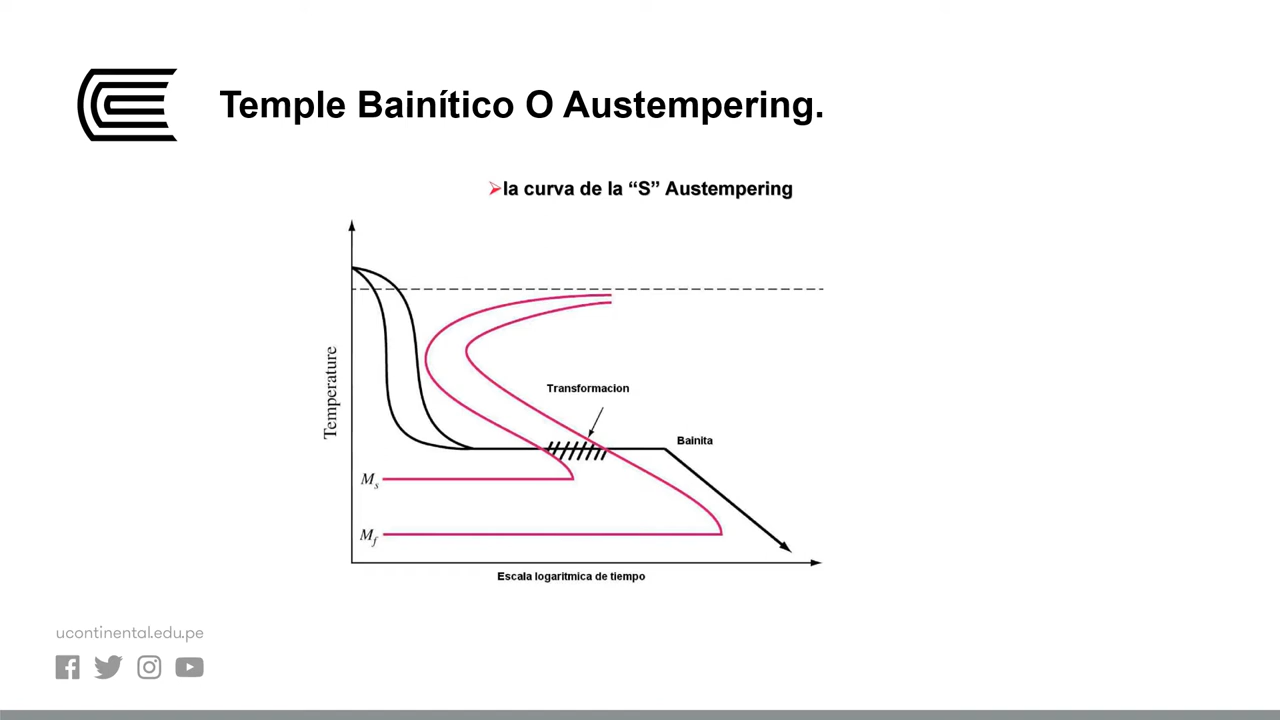 Temple Bainítico O Austempering.
la curva de la “S” Austempering
Temperature
Transformacion
Bainita
Ms
Mf
Escala logaritmica de tiempo
ucontinental.edu.pe